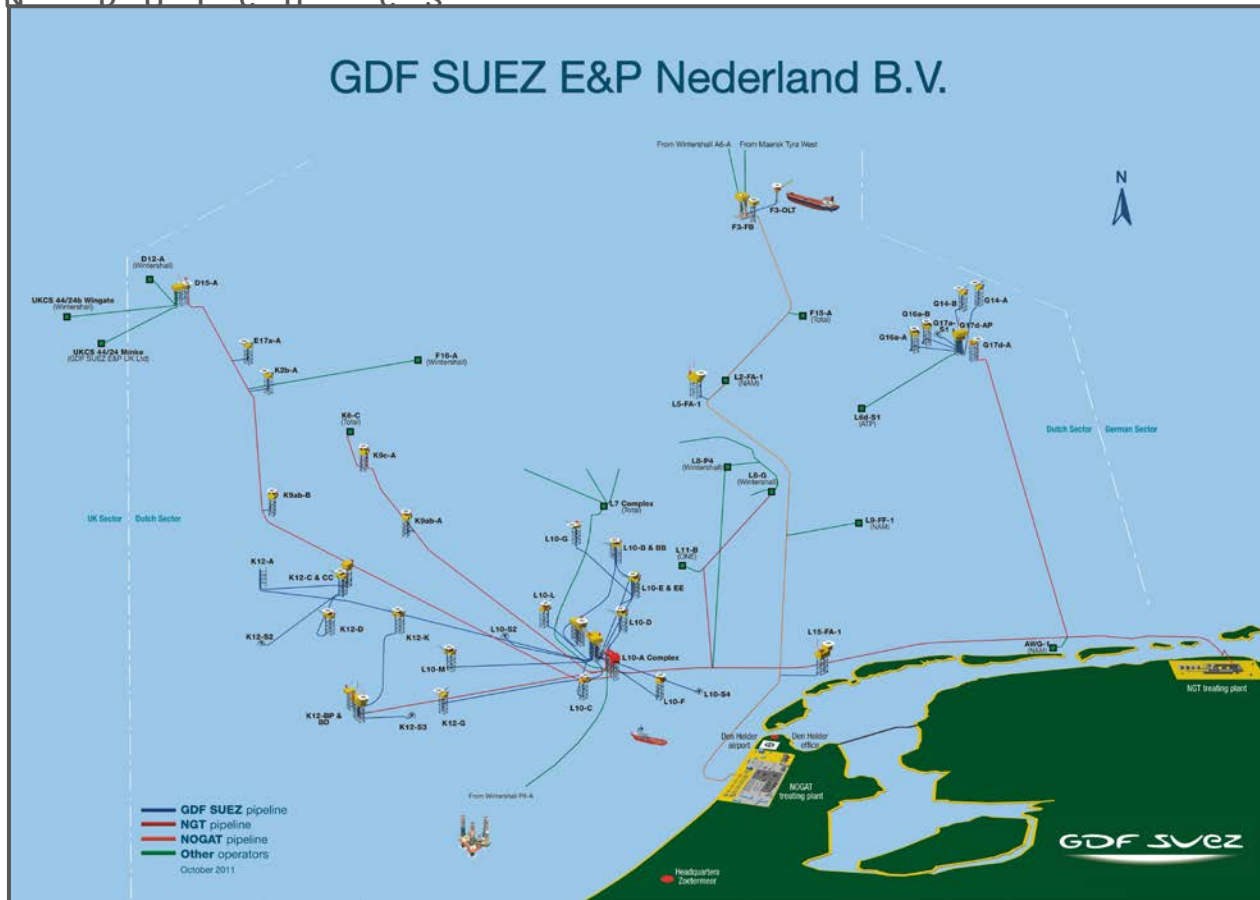 GDF SUEZ E&P Nederland B.V.
From Wintershall A6-A
From Maersk Tyra West
N
F3-OLT
F3-FB
D12-A
(Wintershall)
D15-A
UKCS 44/24b Wingate
(Wintershall)
UKCS 44/24 Minke
(GDF SUEZ E&P UK Ltd)
E17a-A
K2b-A
F16-A
(Wintershall)
F15-A
(Total)
G14-B
G14-A
G16a-B
G17a-
S1
G17d-AP
G16a-A
G17d-A
L2-FA-1
(NAM)
L5-FA-1
L6d-S1
(ATP)
K6-C
(Total)
K9c-A
Dutch Sector
German Sector
L8-P4
(Wintershall)
L8-G
(Wintershall)
K9ab-B
K9ab-A
L7 Complex
(Total)
UK Sector
Dutch Sector
L9-FF-1
(NAM)
L10-G
L10-B & BB
L11-B
(ONE)
K12-A
K12-C & CC
L10-E & EE
L10-L
L10-D
K12-S2
K12-D
K12-K
L10-S2
L15-FA-1
AWG-1
(NAM)
L10-M
L10-A Complex
NGT treating plant
K12-BP &
BD
K12-S3
K12-G
L10-C
L10-F
L10-S4
Den Helder
airport
Den Helder
office
NOGAT
treating plant
From Wintershall P6-A
GDF SUEZ pipeline
NGT pipeline
NOGAT pipeline
Other operators
October 2011
GDF SUEZ
Headquarters
Zoetermeer